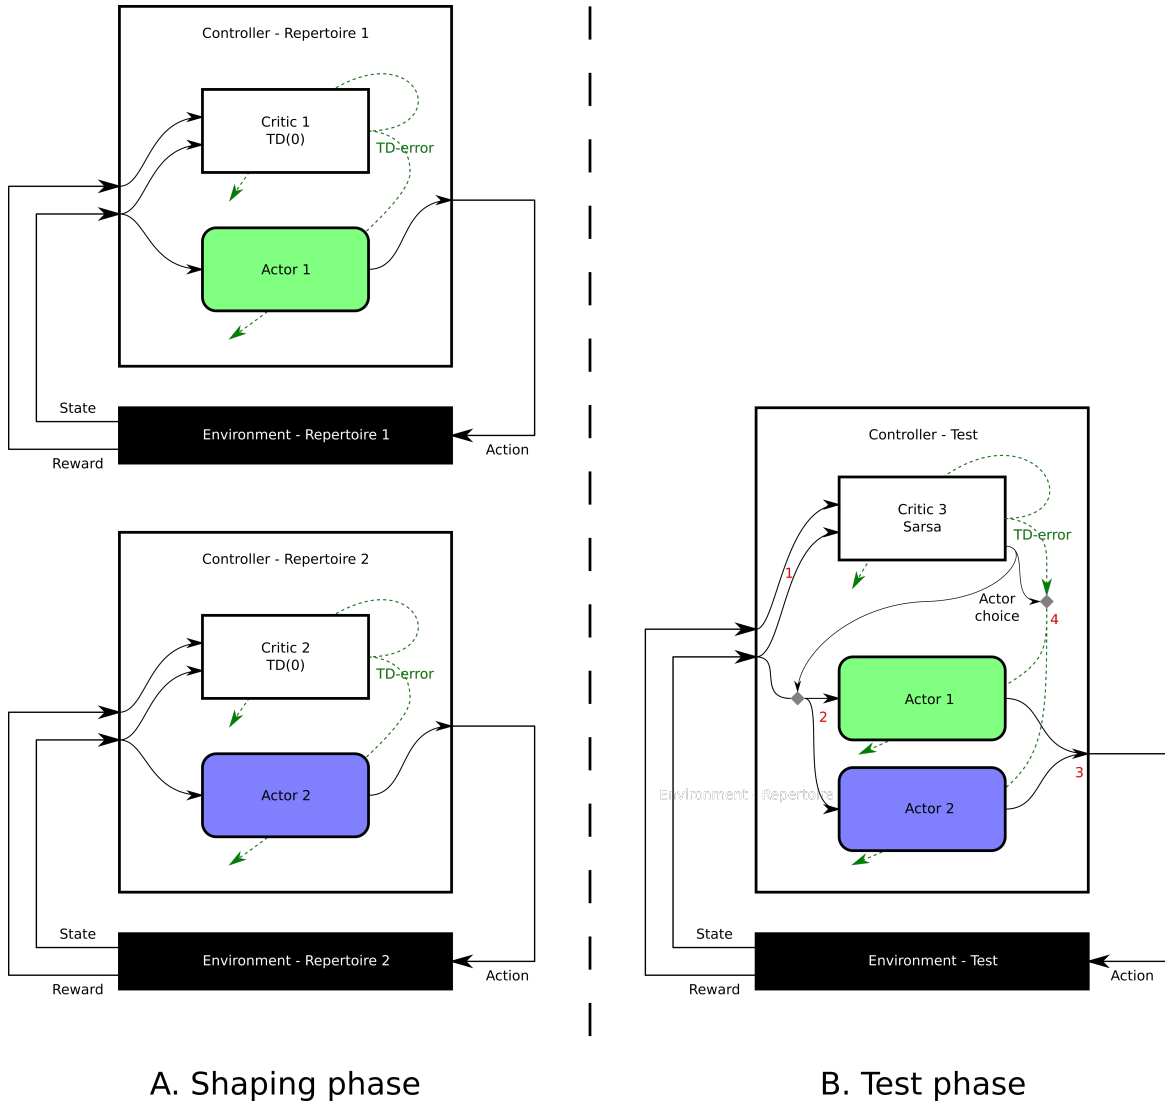 Controller - Repertoire 1
Critic 1
TD(0)
TD-error
Actor 1
State
Environment - Repertoire 1
Action
Reward
Controller - Repertoire 2
Critic 2
TD(0)
TD-error
Actor 2
State
Environment - Repertoire 2
Action
Reward
A. Shaping phase
Controller - Test
Critic 3
Sarsa
TD-error
1
Actor
choice
4
Actor 1
2
3
Environment - Repertoire
Actor 2
State
Environment - Test
Action
Reward
B. Test phase